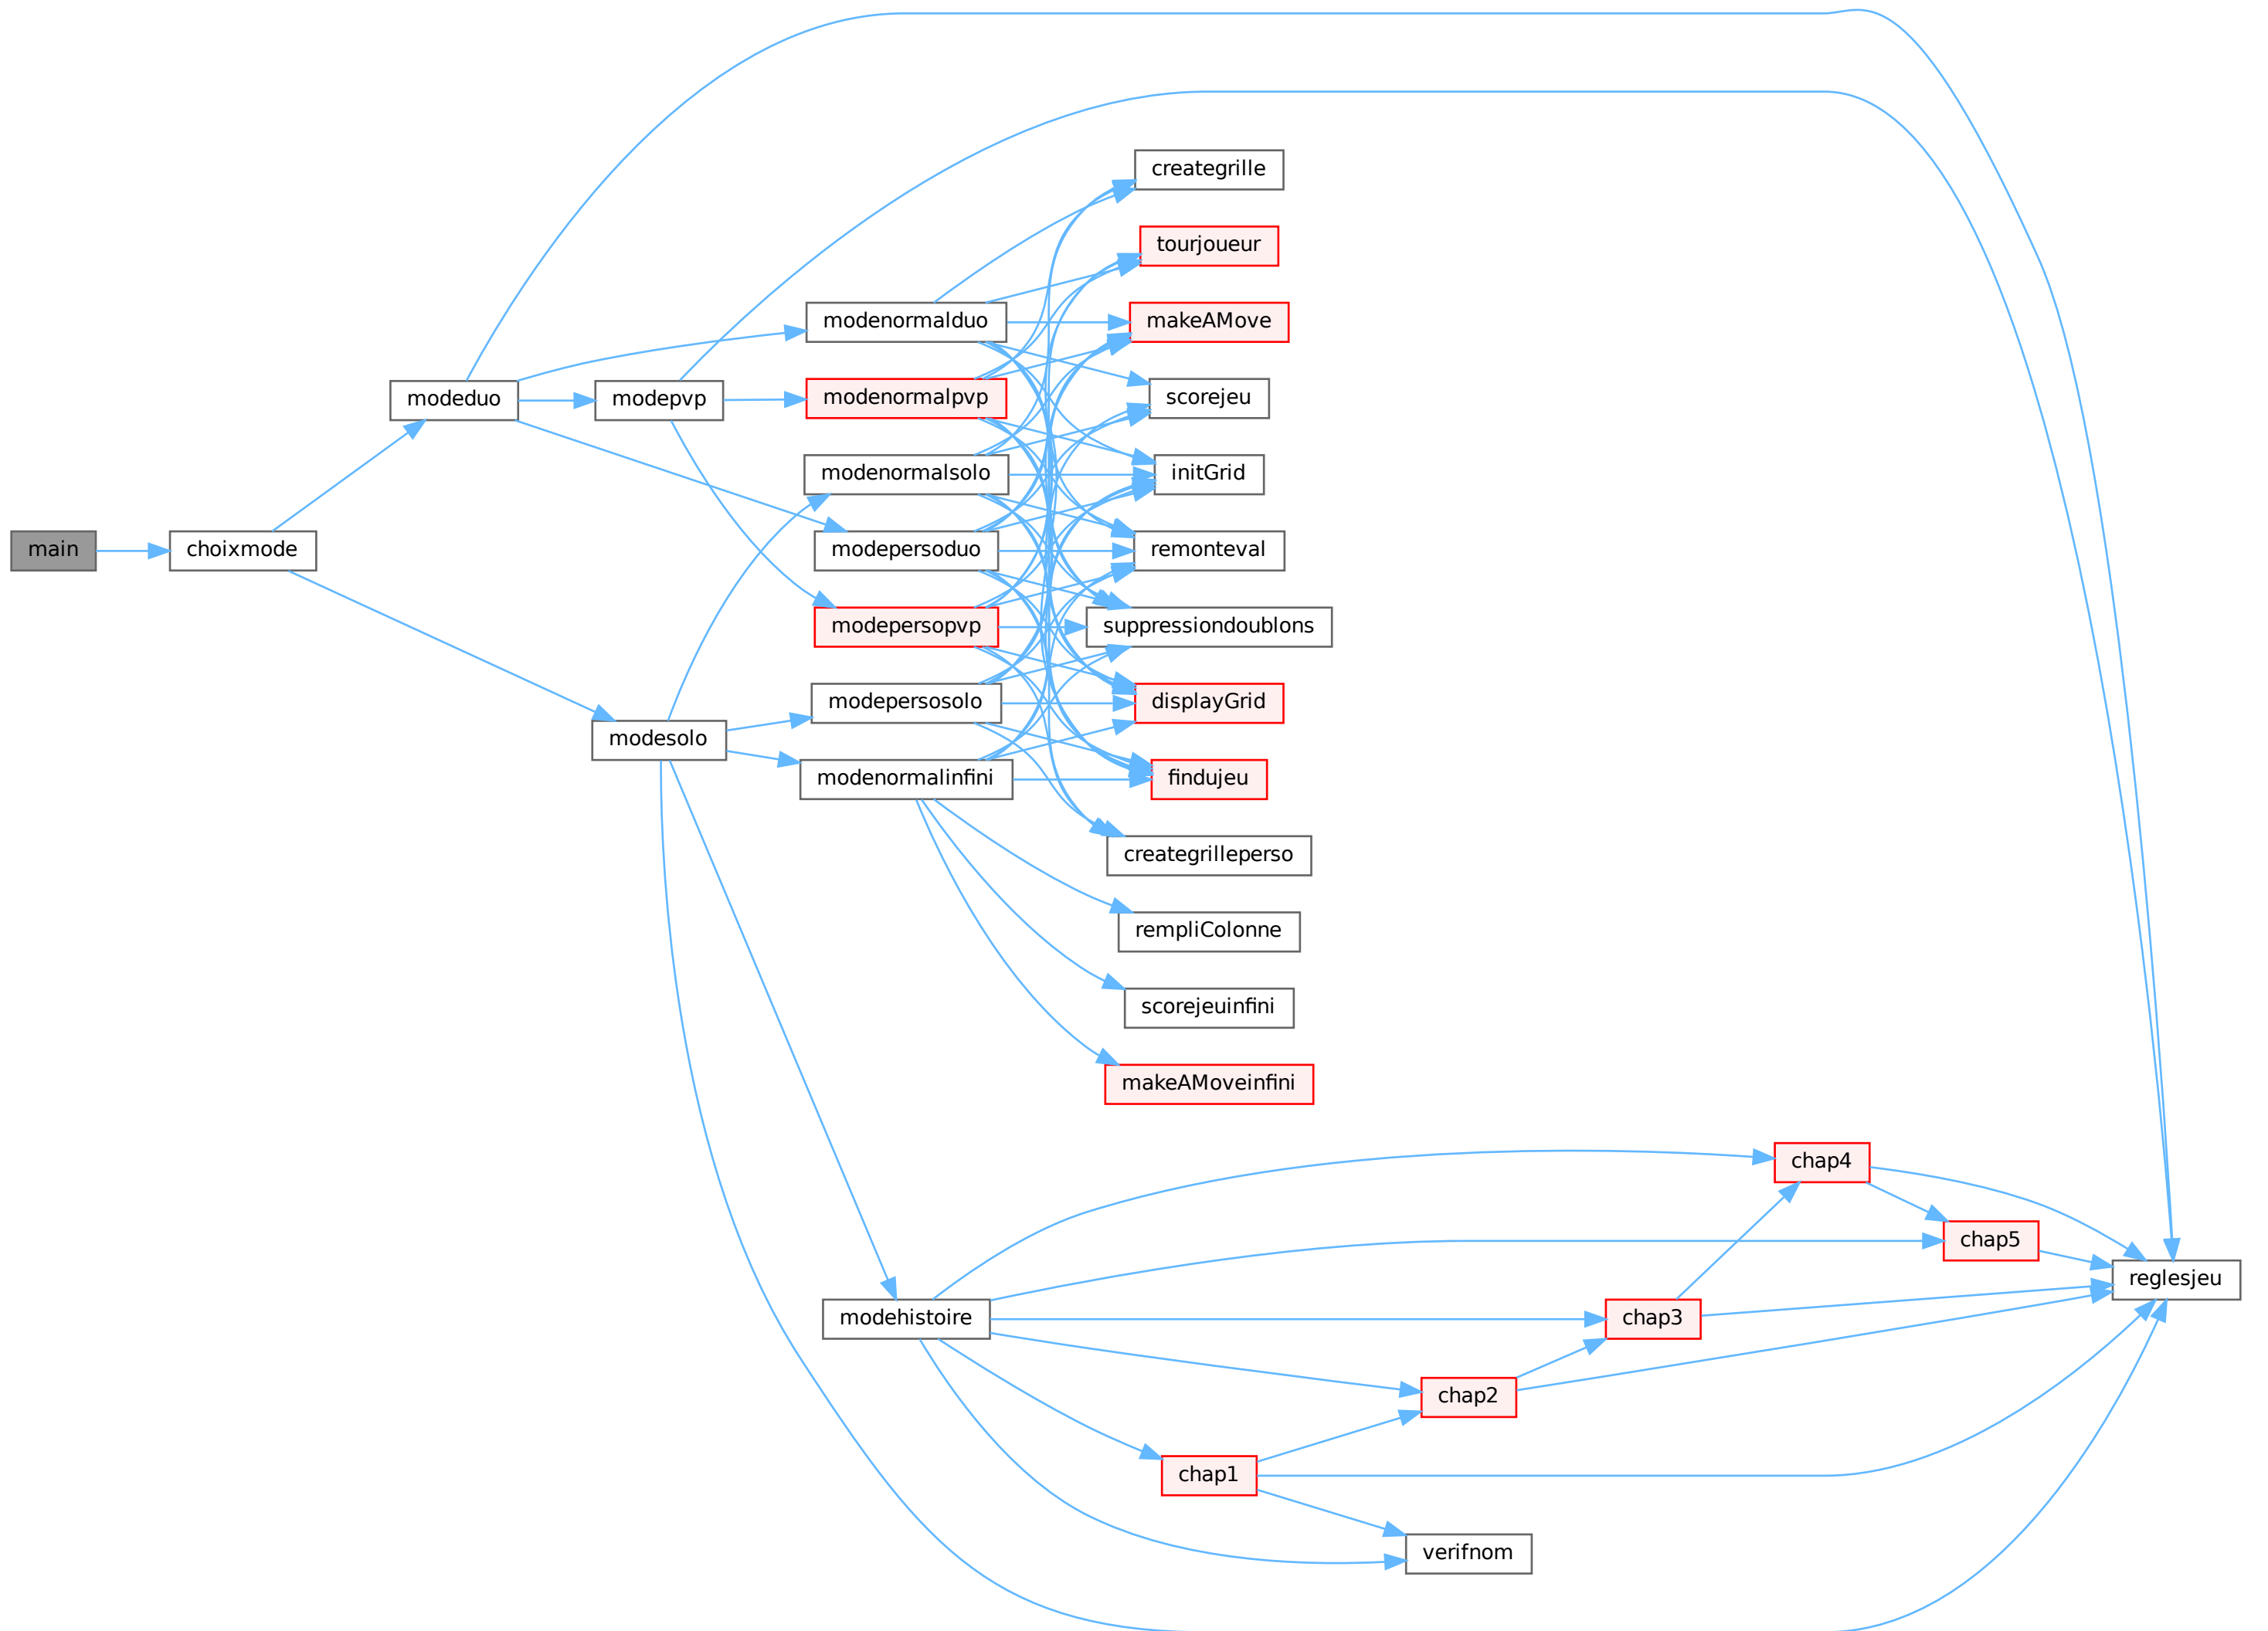 main
choixmode
modeduo
modepvp
modesolo
modenormalduo
modenormalpvp
modenormalsolo
modepersoduo
modepersopvp
modepersosolo
modenormalinfini
modehistoire
creategrille
tourjoueur
makeAMove
scorejeu
initGrid
remonteval
suppressiondoublons
displayGrid
findujeu
creategrilleperso
rempliColonne
scorejeuinfini
makeAMoveinfini
chap4
chap5
reglesjeu
chap3
chap2
chap1
verifnom